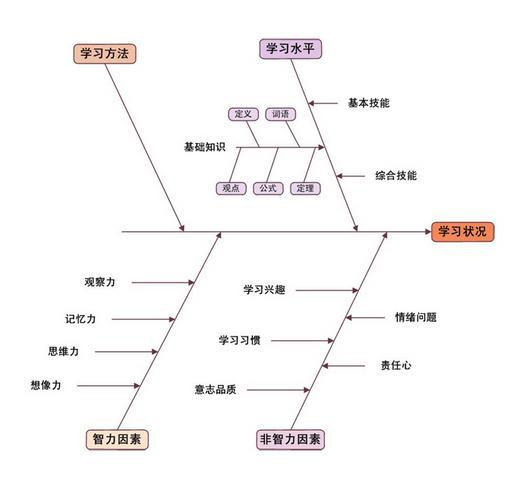 学习方法
学习水平
基本技能
定义
词语
基础知识
综合技能
观点
公式
定理
学习状况
观察力
学习兴趣
记忆力
情绪问题
学习习惯
思维力
责任心
想像力
意志品质
智力因素
非智力因素